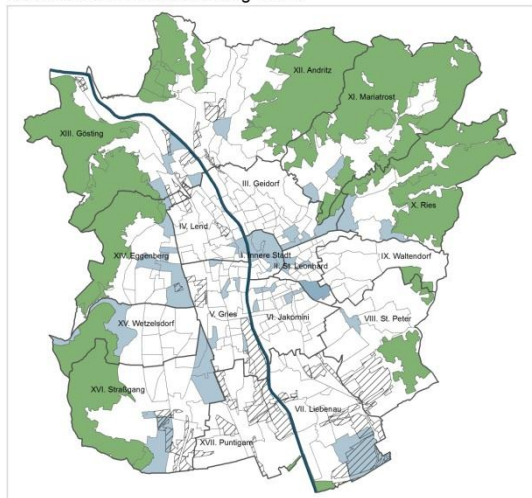 XII. Andritz
XI. Mariatrost
XIII. Gösting
III. Geidorf
X. Ries
IV. Lend
I. Innere Stadt
IX. Waltendorf
XIV. Eggenberg
II. St. Leonhard
V. Gries
VI. Jakomini
VIII. St. Peter
XV. Wetzelsdorf
XVI. Straßgang
VII. Liebenau
XVII. Puntigam